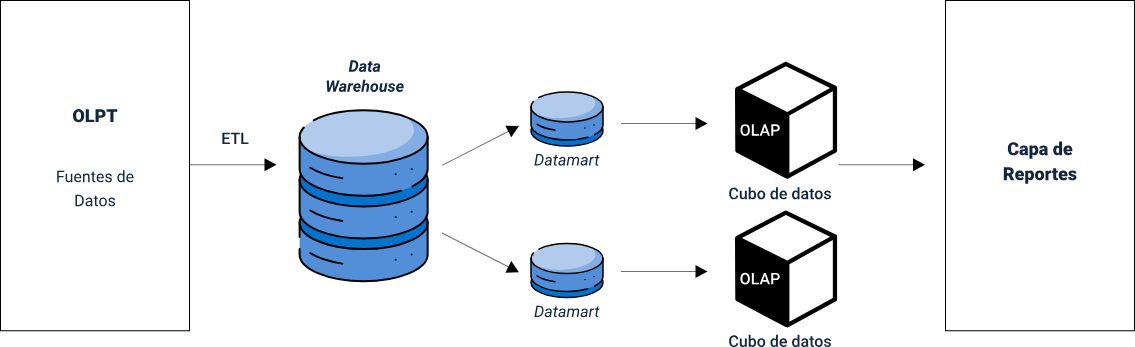 OLPT
Fuentes de
Datos
ETL
Data
Warehouse
Datamart
OLAP
Cubo de datos
Datamart
OLAP
Cubo de datos
Capa de
Reportes